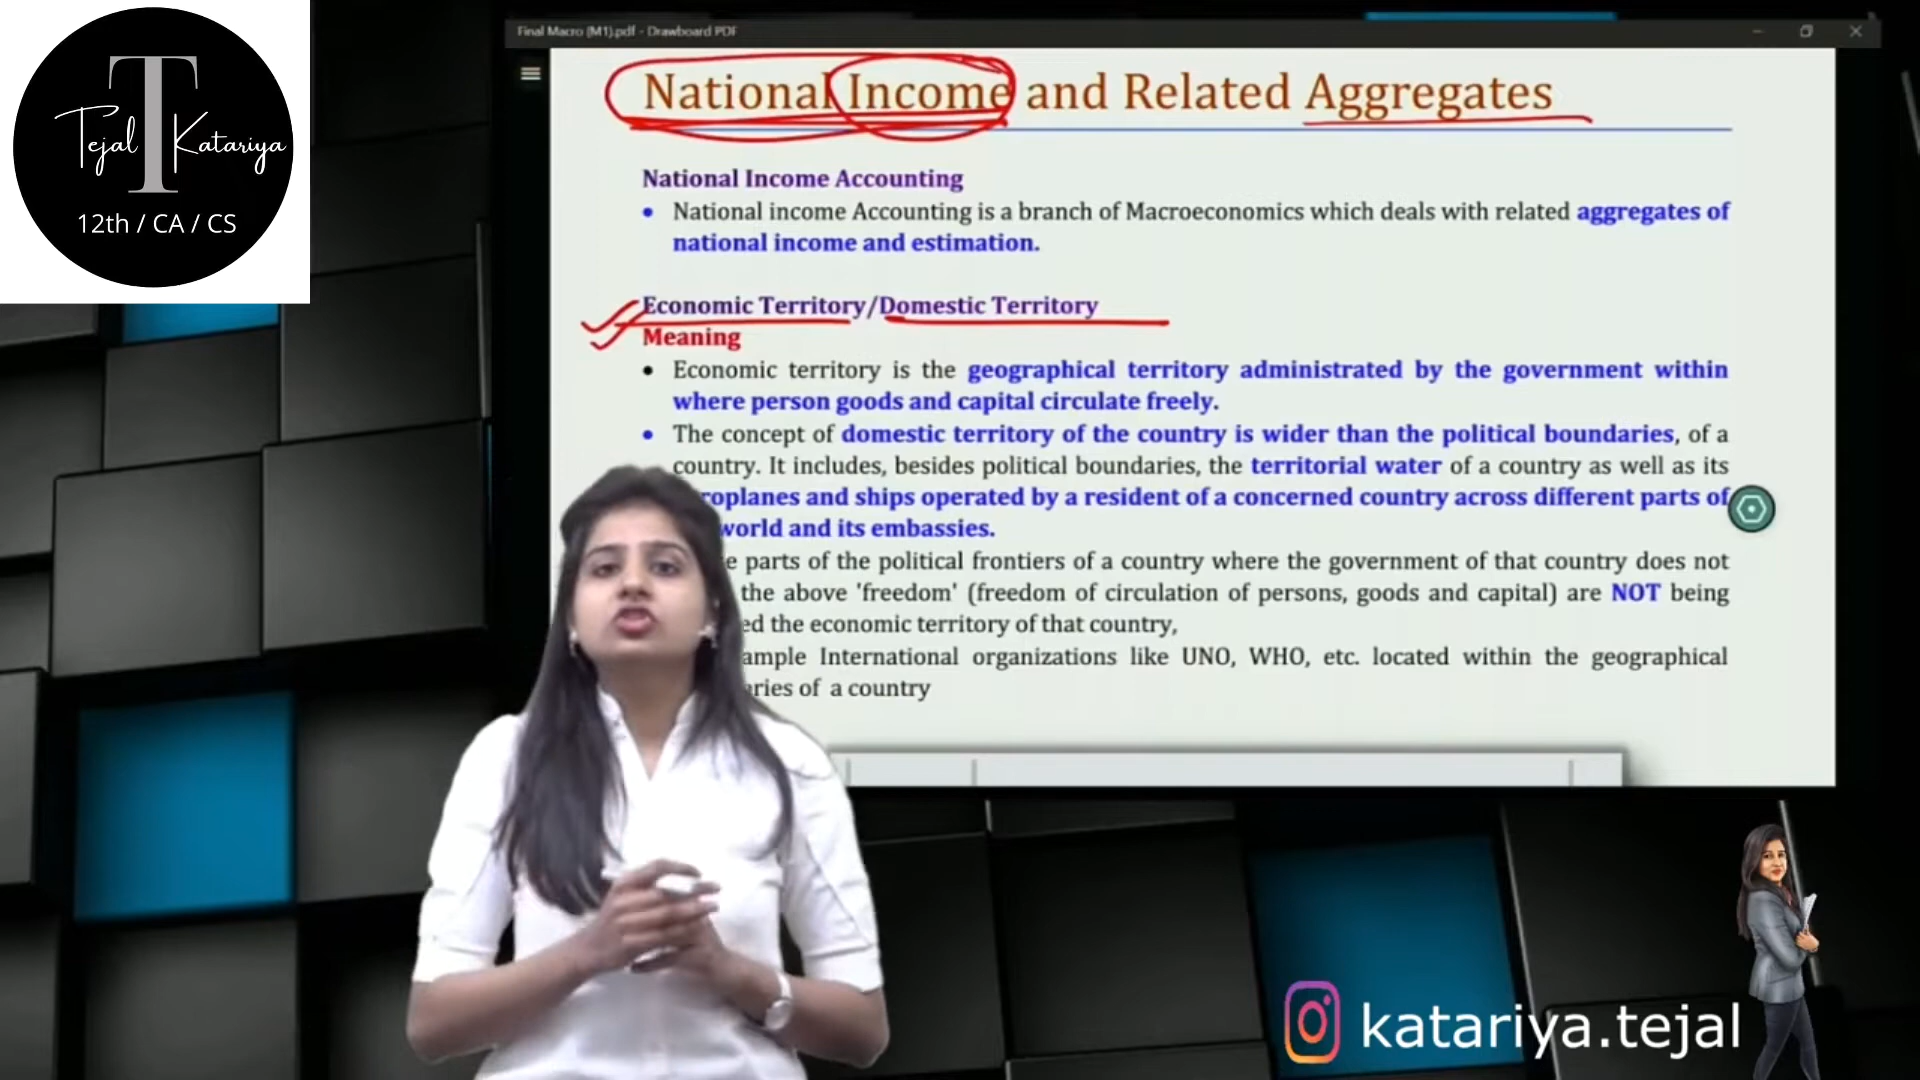 Tejal Katariya
T
12th / CA / CS
Final Macro (M1).pdf - Drawboard PDF
National Income and Related Aggregates
National Income Accounting
• National income Accounting is a branch of Macroeconomics which deals with related aggregates of
national income and estimation.
Economic Territory/Domestic Territory
Meaning
• Economic territory is the geographical territory administrated by the government within
where person goods and capital circulate freely.
• The concept of domestic territory of the country is wider than the political boundaries, of a
country. It includes, besides political boundaries, the territorial water of a country as well as its
roplanes and ships operated by a resident of a concerned country across different parts of
world and its embassies.
parts of the political frontiers of a country where the government of that country does not
the above 'freedom' (freedom of circulation of persons, goods and capital) are NOT being
ed the economic territory of that country,
ample International organizations like UNO, WHO, etc. located within the geographical
ries of a country
katariya.tejal